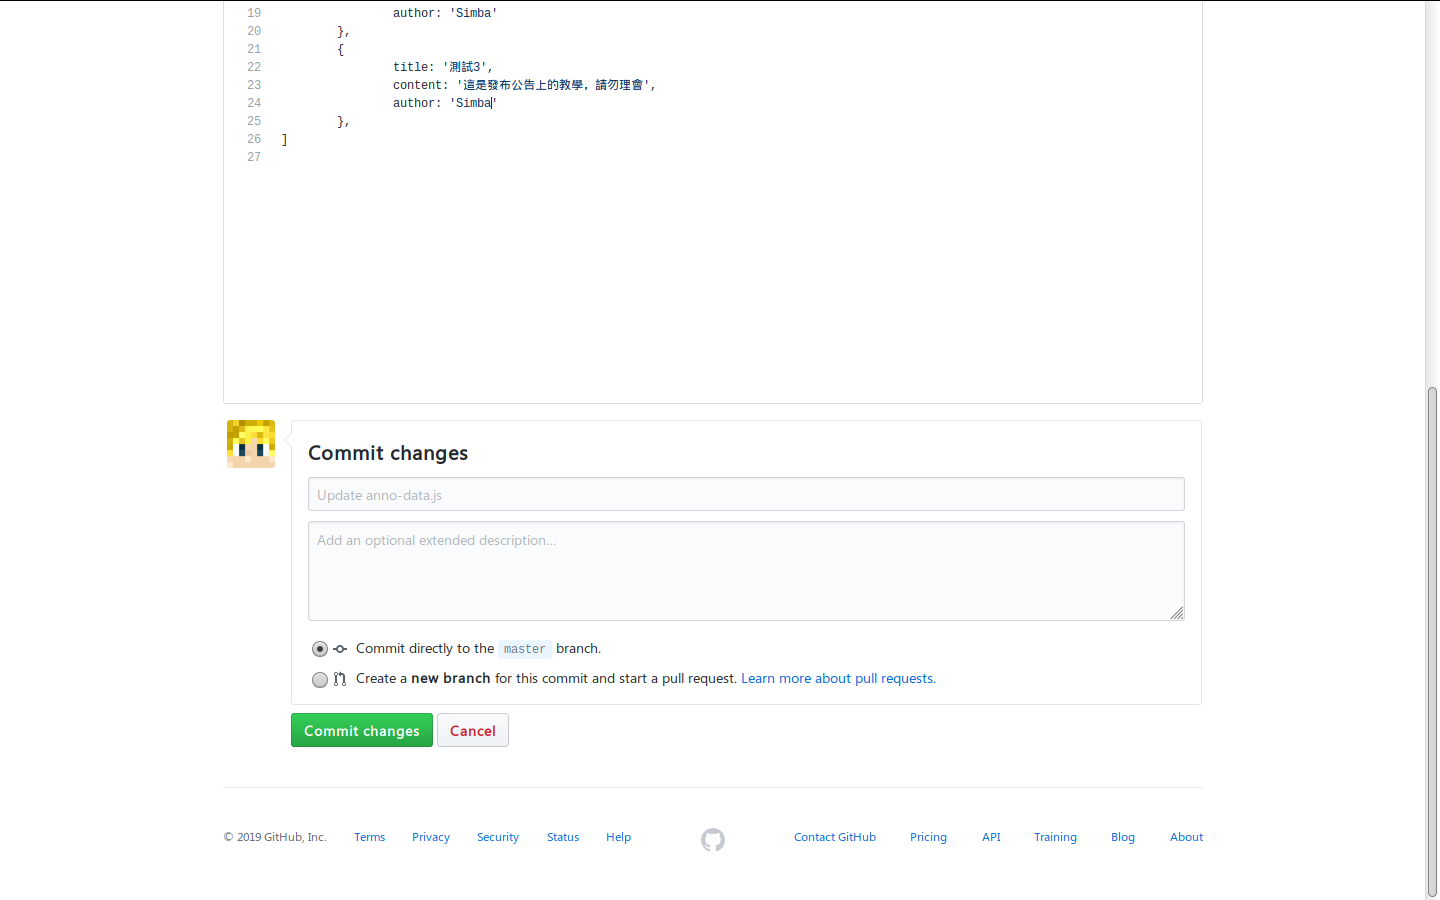 19 author: 'Simba'
20 },
21 {
22 title: '測試3',
23 content: '這是發布公告上的教學，請勿理會',
24 author: 'Simba'
25 },
26 ]
27
Commit changes
Update anno-data.js
Add an optional extended description...
Commit directly to the master branch.
Create a new branch for this commit and start a pull request. Learn more about pull requests.
Commit changes Cancel
© 2019 GitHub, Inc. Terms Privacy Security Status Help Contact GitHub Pricing API Training Blog About